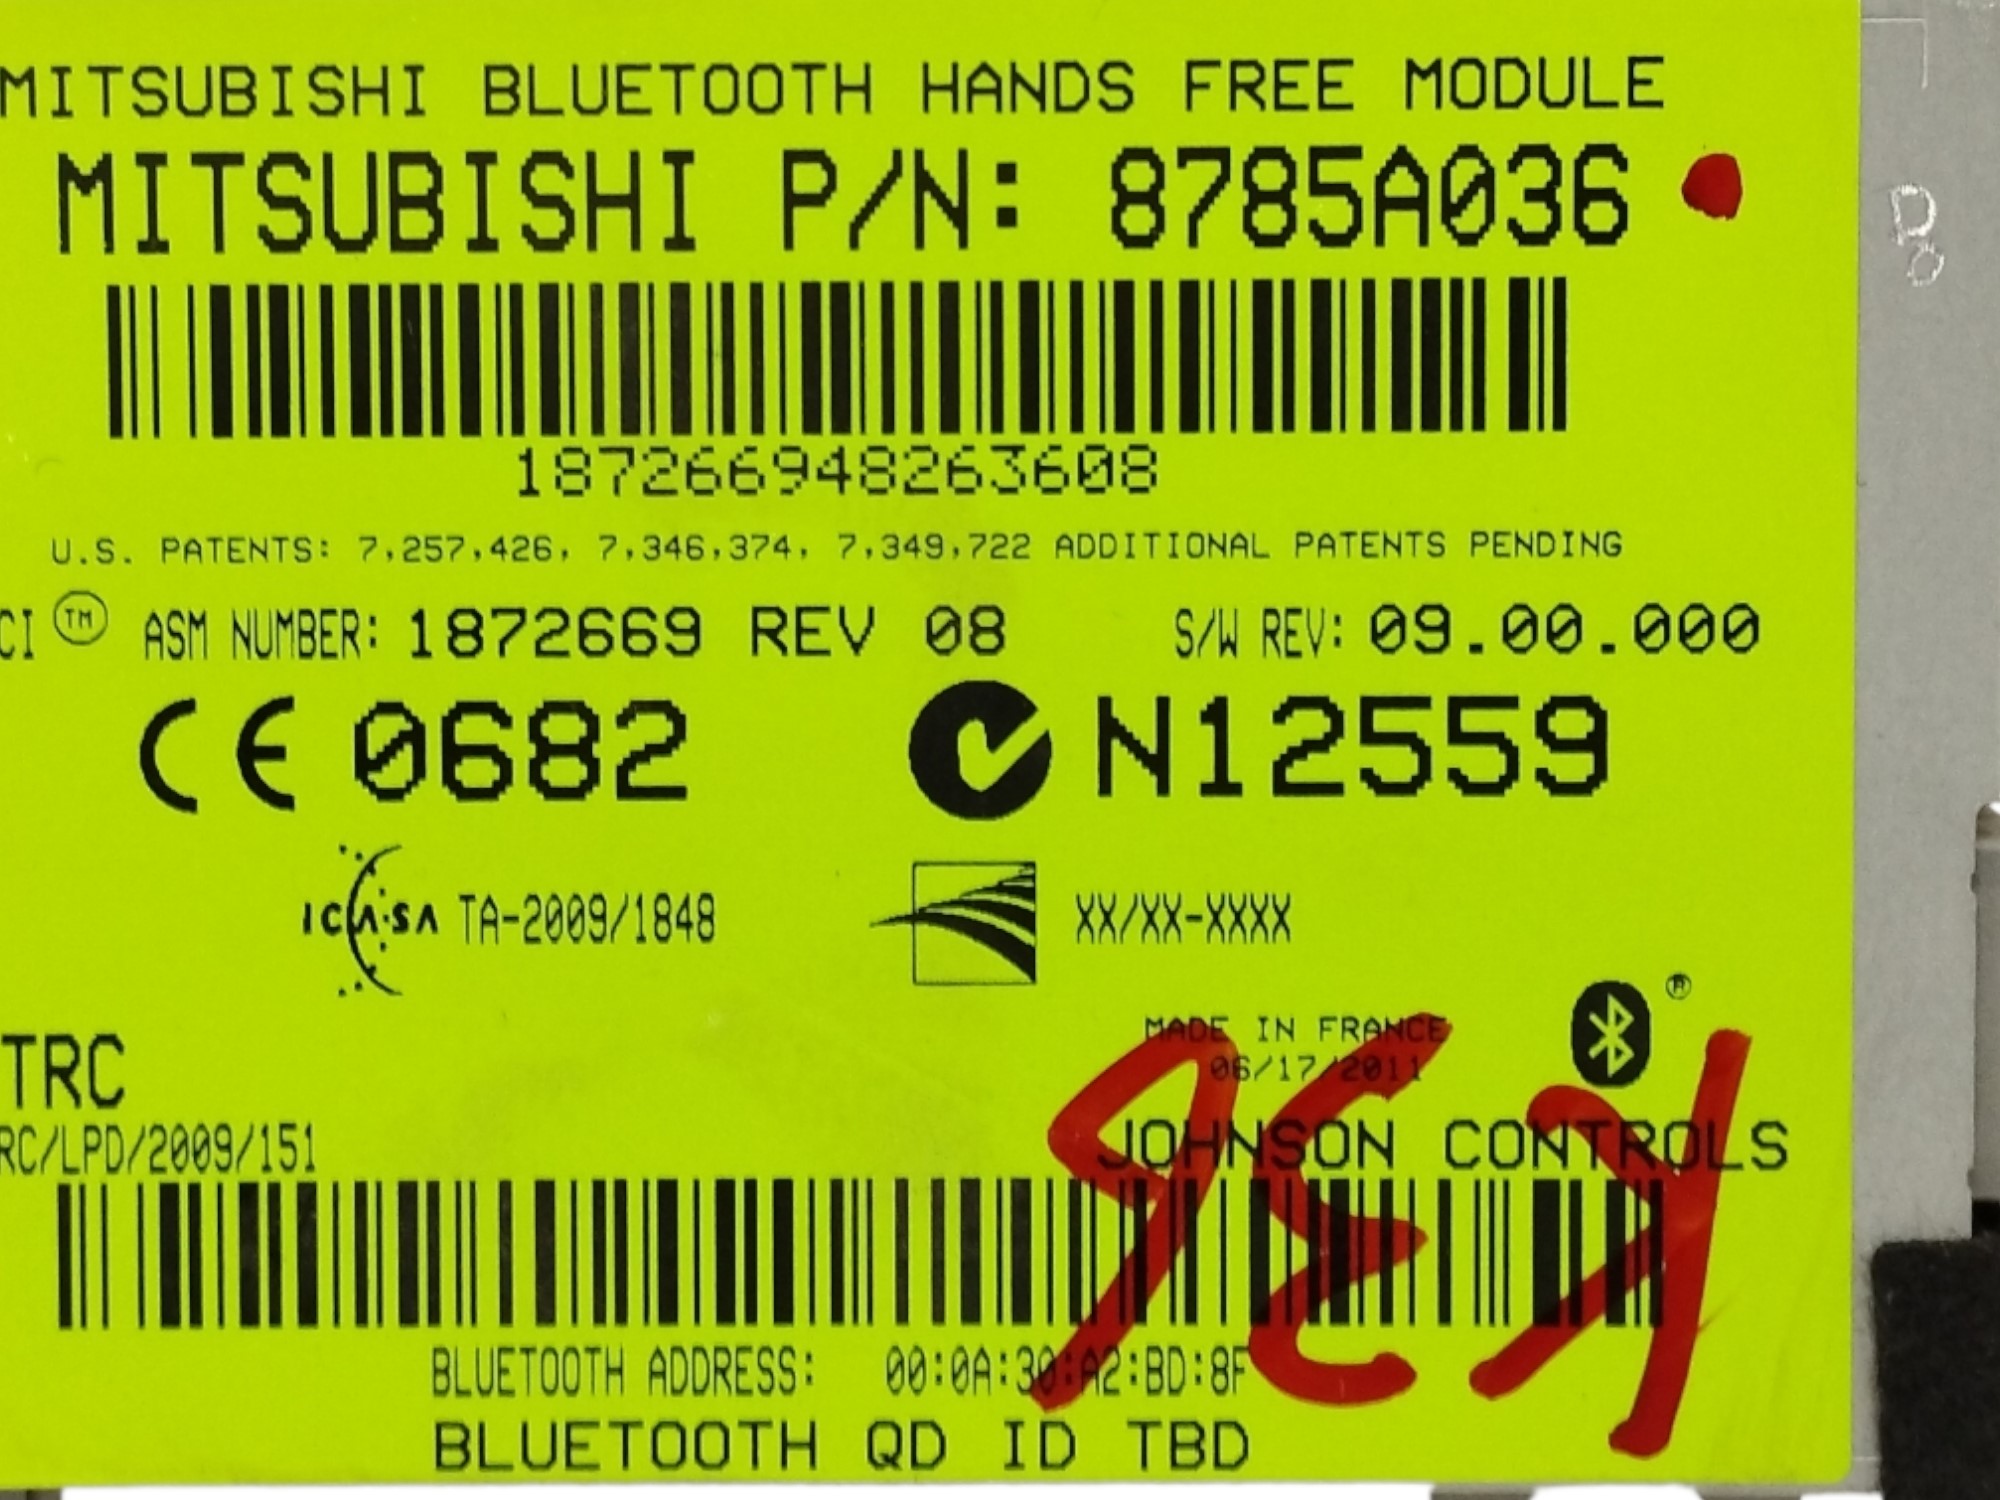 MITSUBISHI BLUETOOTH HANDS FREE MODULE
MITSUBISHI P/N: 8785A036
187266948263608
U.S. PATENTS: 7,257,426, 7,346,374, 7,349,722 ADDITIONAL PATENTS PENDING
CI TM ASM NUMBER: 1872669 REV 08 S/W REV: 09.00.000
CE 0682 N12559
ICASA TA-2009/1848 XX/XX-XXXX
MADE IN FRANCE ®
06/17/2011
TRC
JOHNSON CONTROLS
RC/LPD/2009/151
BLUETOOTH ADDRESS: 00:0A:30:A2:BD:8F
BLUETOOTH QD ID TBD